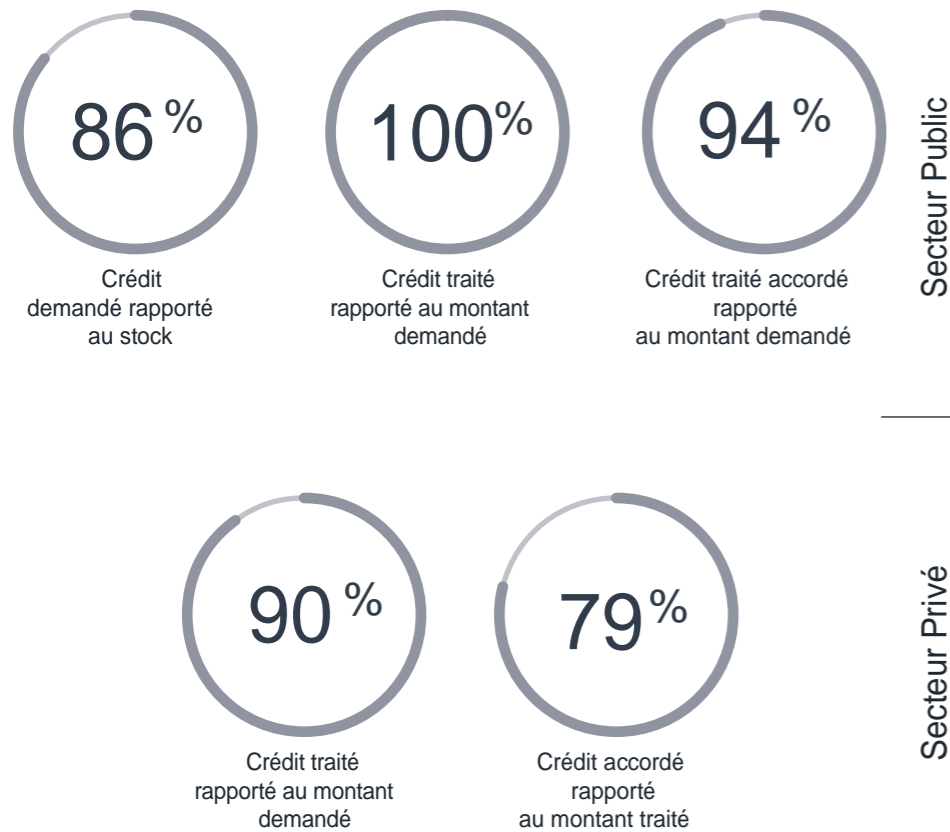 86 %
Crédit
demandé rapporté
au stock
100%
Crédit traité
rapporté au montant
demandé
94 %
Crédit traité accordé
rapporté
au montant demandé
Secteur Public
90 %
Crédit traité
rapporté au montant
demandé
79%
Crédit accordé
rapporté
au montant traité
Secteur Privé